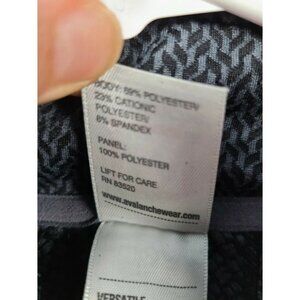 BODY: 69% POLYESTER/
23% CATIONIC
POLYESTER/
8% SPANDEX
PANEL:
100% POLYESTER
LIFT FOR CARE
RN 83520
www.avalanchewear.com
VERSATILE